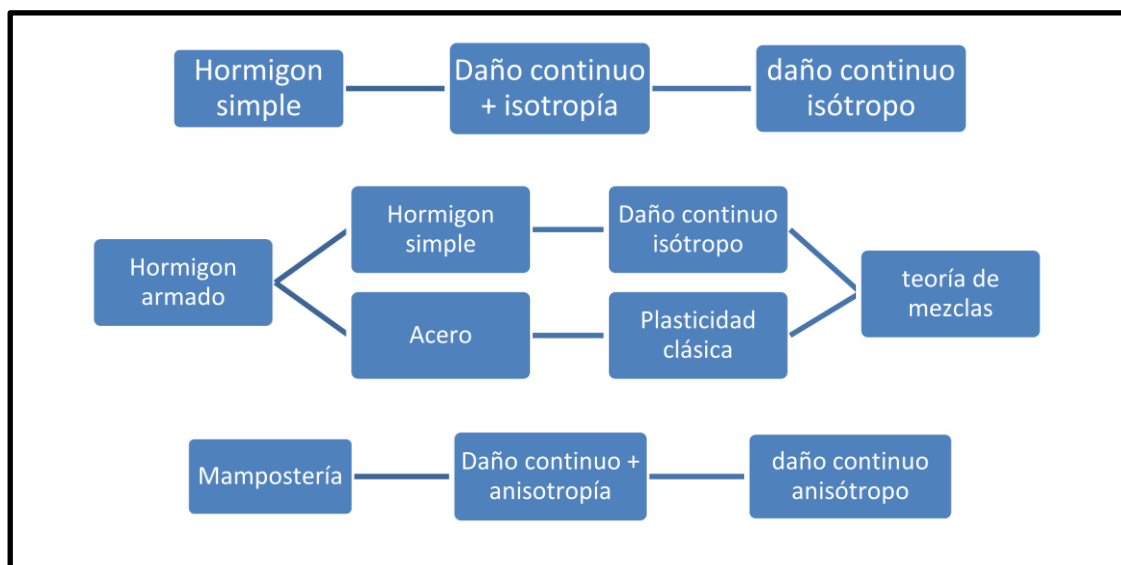 Hormigon
simple
Daño continuo
+ isotropía
daño continuo
isótropo
Hormigon
armado
Hormigon
simple
Daño continuo
isótropo
Acero
Plasticidad
clásica
teoría de
mezclas
Mampostería
Daño continuo +
anisotropía
daño continuo
anisótropo